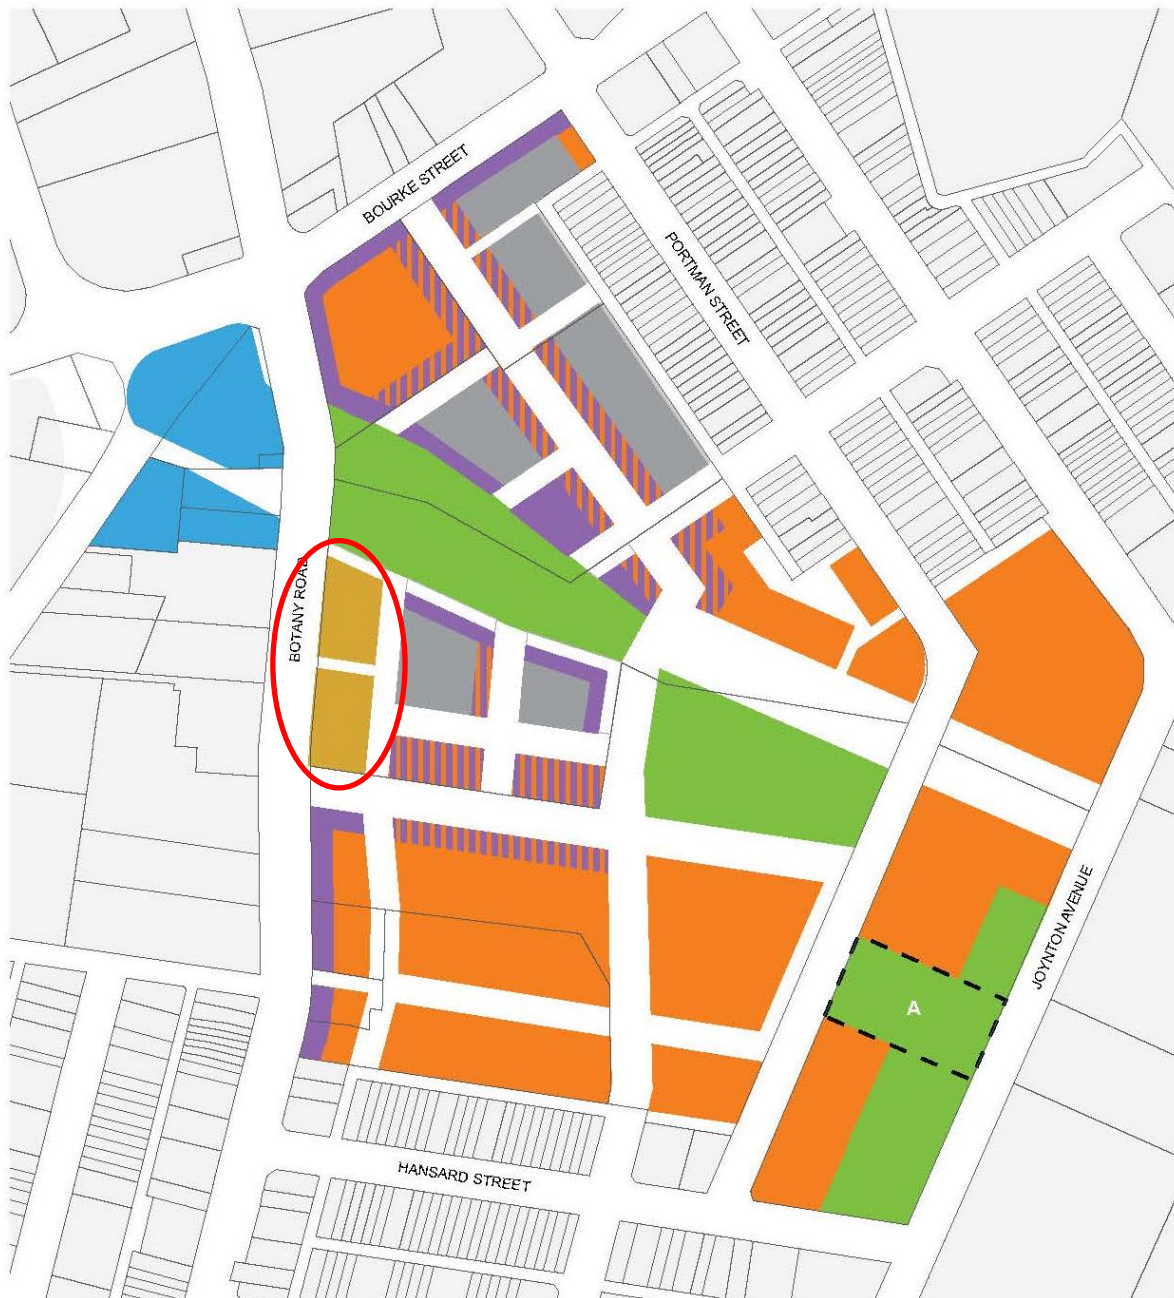 BOURKE STREET
PORTMAN STREET
BOTANY ROAD
JOYNTON AVENUE
A
HANSARD STREET